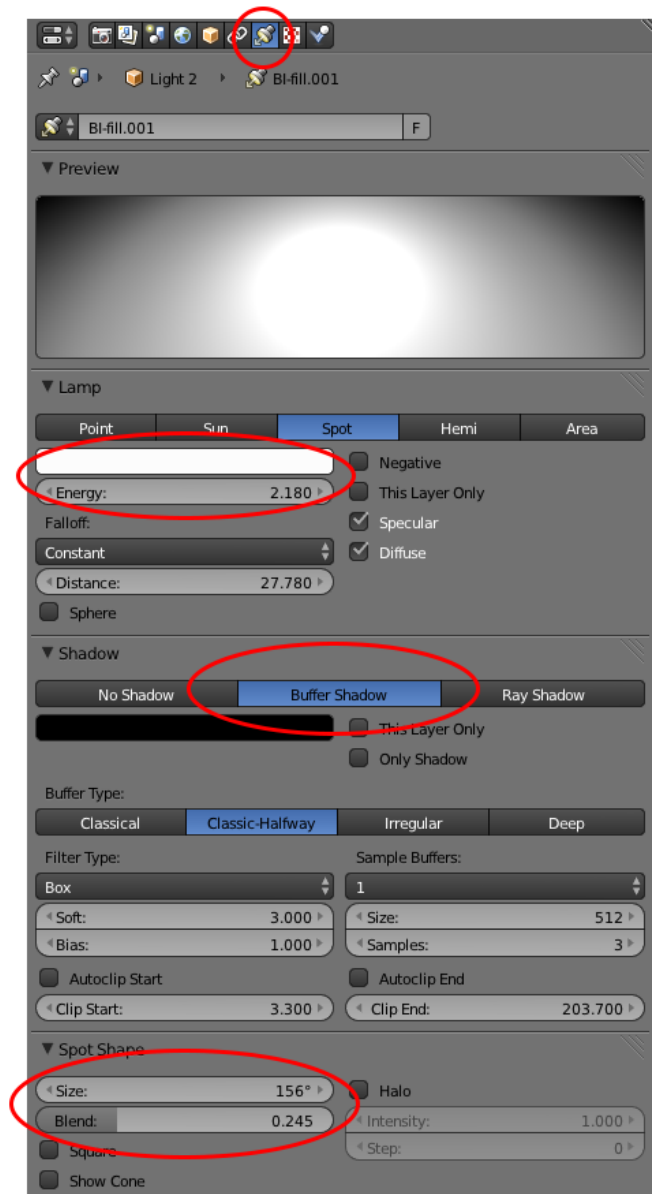 Light 2 BI-fill.001
BI-fill.001 F
Preview
Lamp
Point Sun Spot Hemi Area
Negative
Energy: 2.180 This Layer Only
Falloff: Specular
Constant Diffuse
Distance: 27.780
Sphere
Shadow
No Shadow Buffer Shadow Ray Shadow
This Layer Only
Only Shadow
Buffer Type:
Classical Classic-Halfway Irregular Deep
Filter Type: Sample Buffers:
Box 1
Soft: 3.000 Size: 512
Bias: 1.000 Samples: 3
Autoclip Start Autoclip End
Clip Start: 3.300 Clip End: 203.700
Spot Shape
Size: 156° Halo
Blend: 0.245 Intensity: 1.000
Square Step: 0
Show Cone